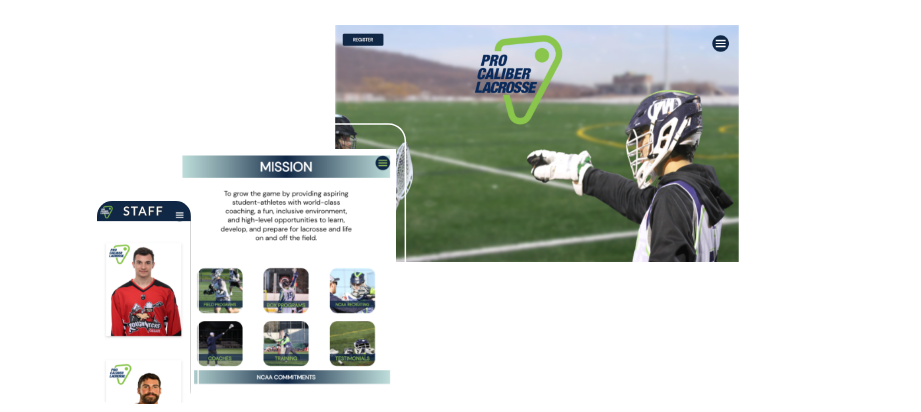 REGISTER
PRO
CALIBER
LACROSSE
MISSION
To grow the game by providing aspiring
student-athletes with world-class
coaching, a fun, inclusive environment,
and high-level opportunities to learn,
develop, and prepare for lacrosse and life
on and off the field.
FIELD PROGRAMS
BOX PROGRAMS
NCAA RECRUITING
COACHES
TRAINING
TESTIMONIALS
NCAA COMMITMENTS
STAFF
PRO
CALIBER
LACROSSE
ROUGHNECKS
PRO
CALIBER
LACROSSE